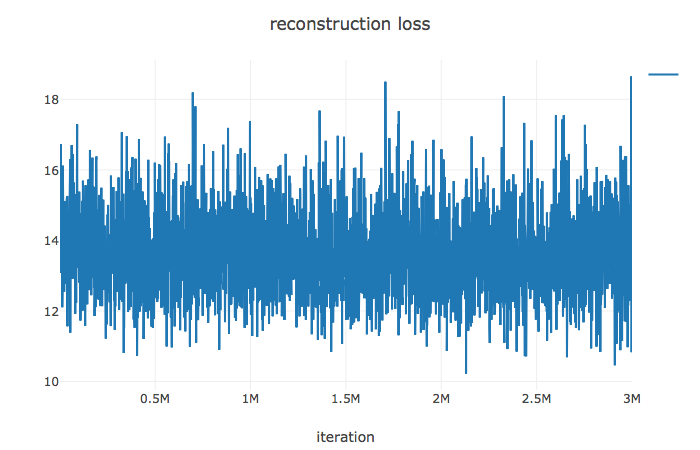 reconstruction loss
18
16
14
12
10
0.5M
1M
1.5M
2M
2.5M
3M
iteration